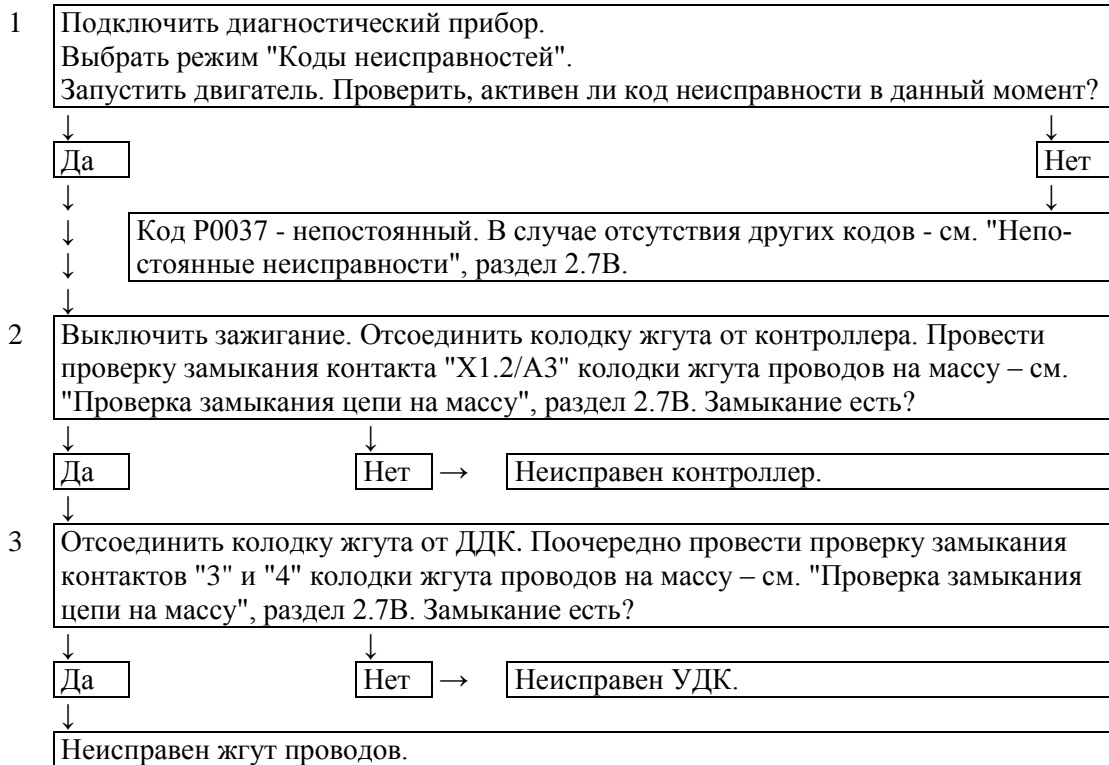 1 Подключить диагностический прибор.
Выбрать режим "Коды неисправностей".
Запустить двигатель. Проверить, активен ли код неисправности в данный момент?
↓ ↓
Да Нет
↓ ↓
↓ Код Р0037 - непостоянный. В случае отсутствия других кодов - см. "Непо-
↓ стоянные неисправности", раздел 2.7В.
↓
2 Выключить зажигание. Отсоединить колодку жгута от контроллера. Провести
проверку замыкания контакта "X1.2/A3" колодки жгута проводов на массу – см.
"Проверка замыкания цепи на массу", раздел 2.7В. Замыкание есть?
↓ ↓
Да Нет → Неисправен контроллер.
↓
3 Отсоединить колодку жгута от ДДК. Поочередно провести проверку замыкания
контактов "3" и "4" колодки жгута проводов на массу – см. "Проверка замыкания
цепи на массу", раздел 2.7В. Замыкание есть?
↓ ↓
Да Нет → Неисправен УДК.
↓
Неисправен жгут проводов.